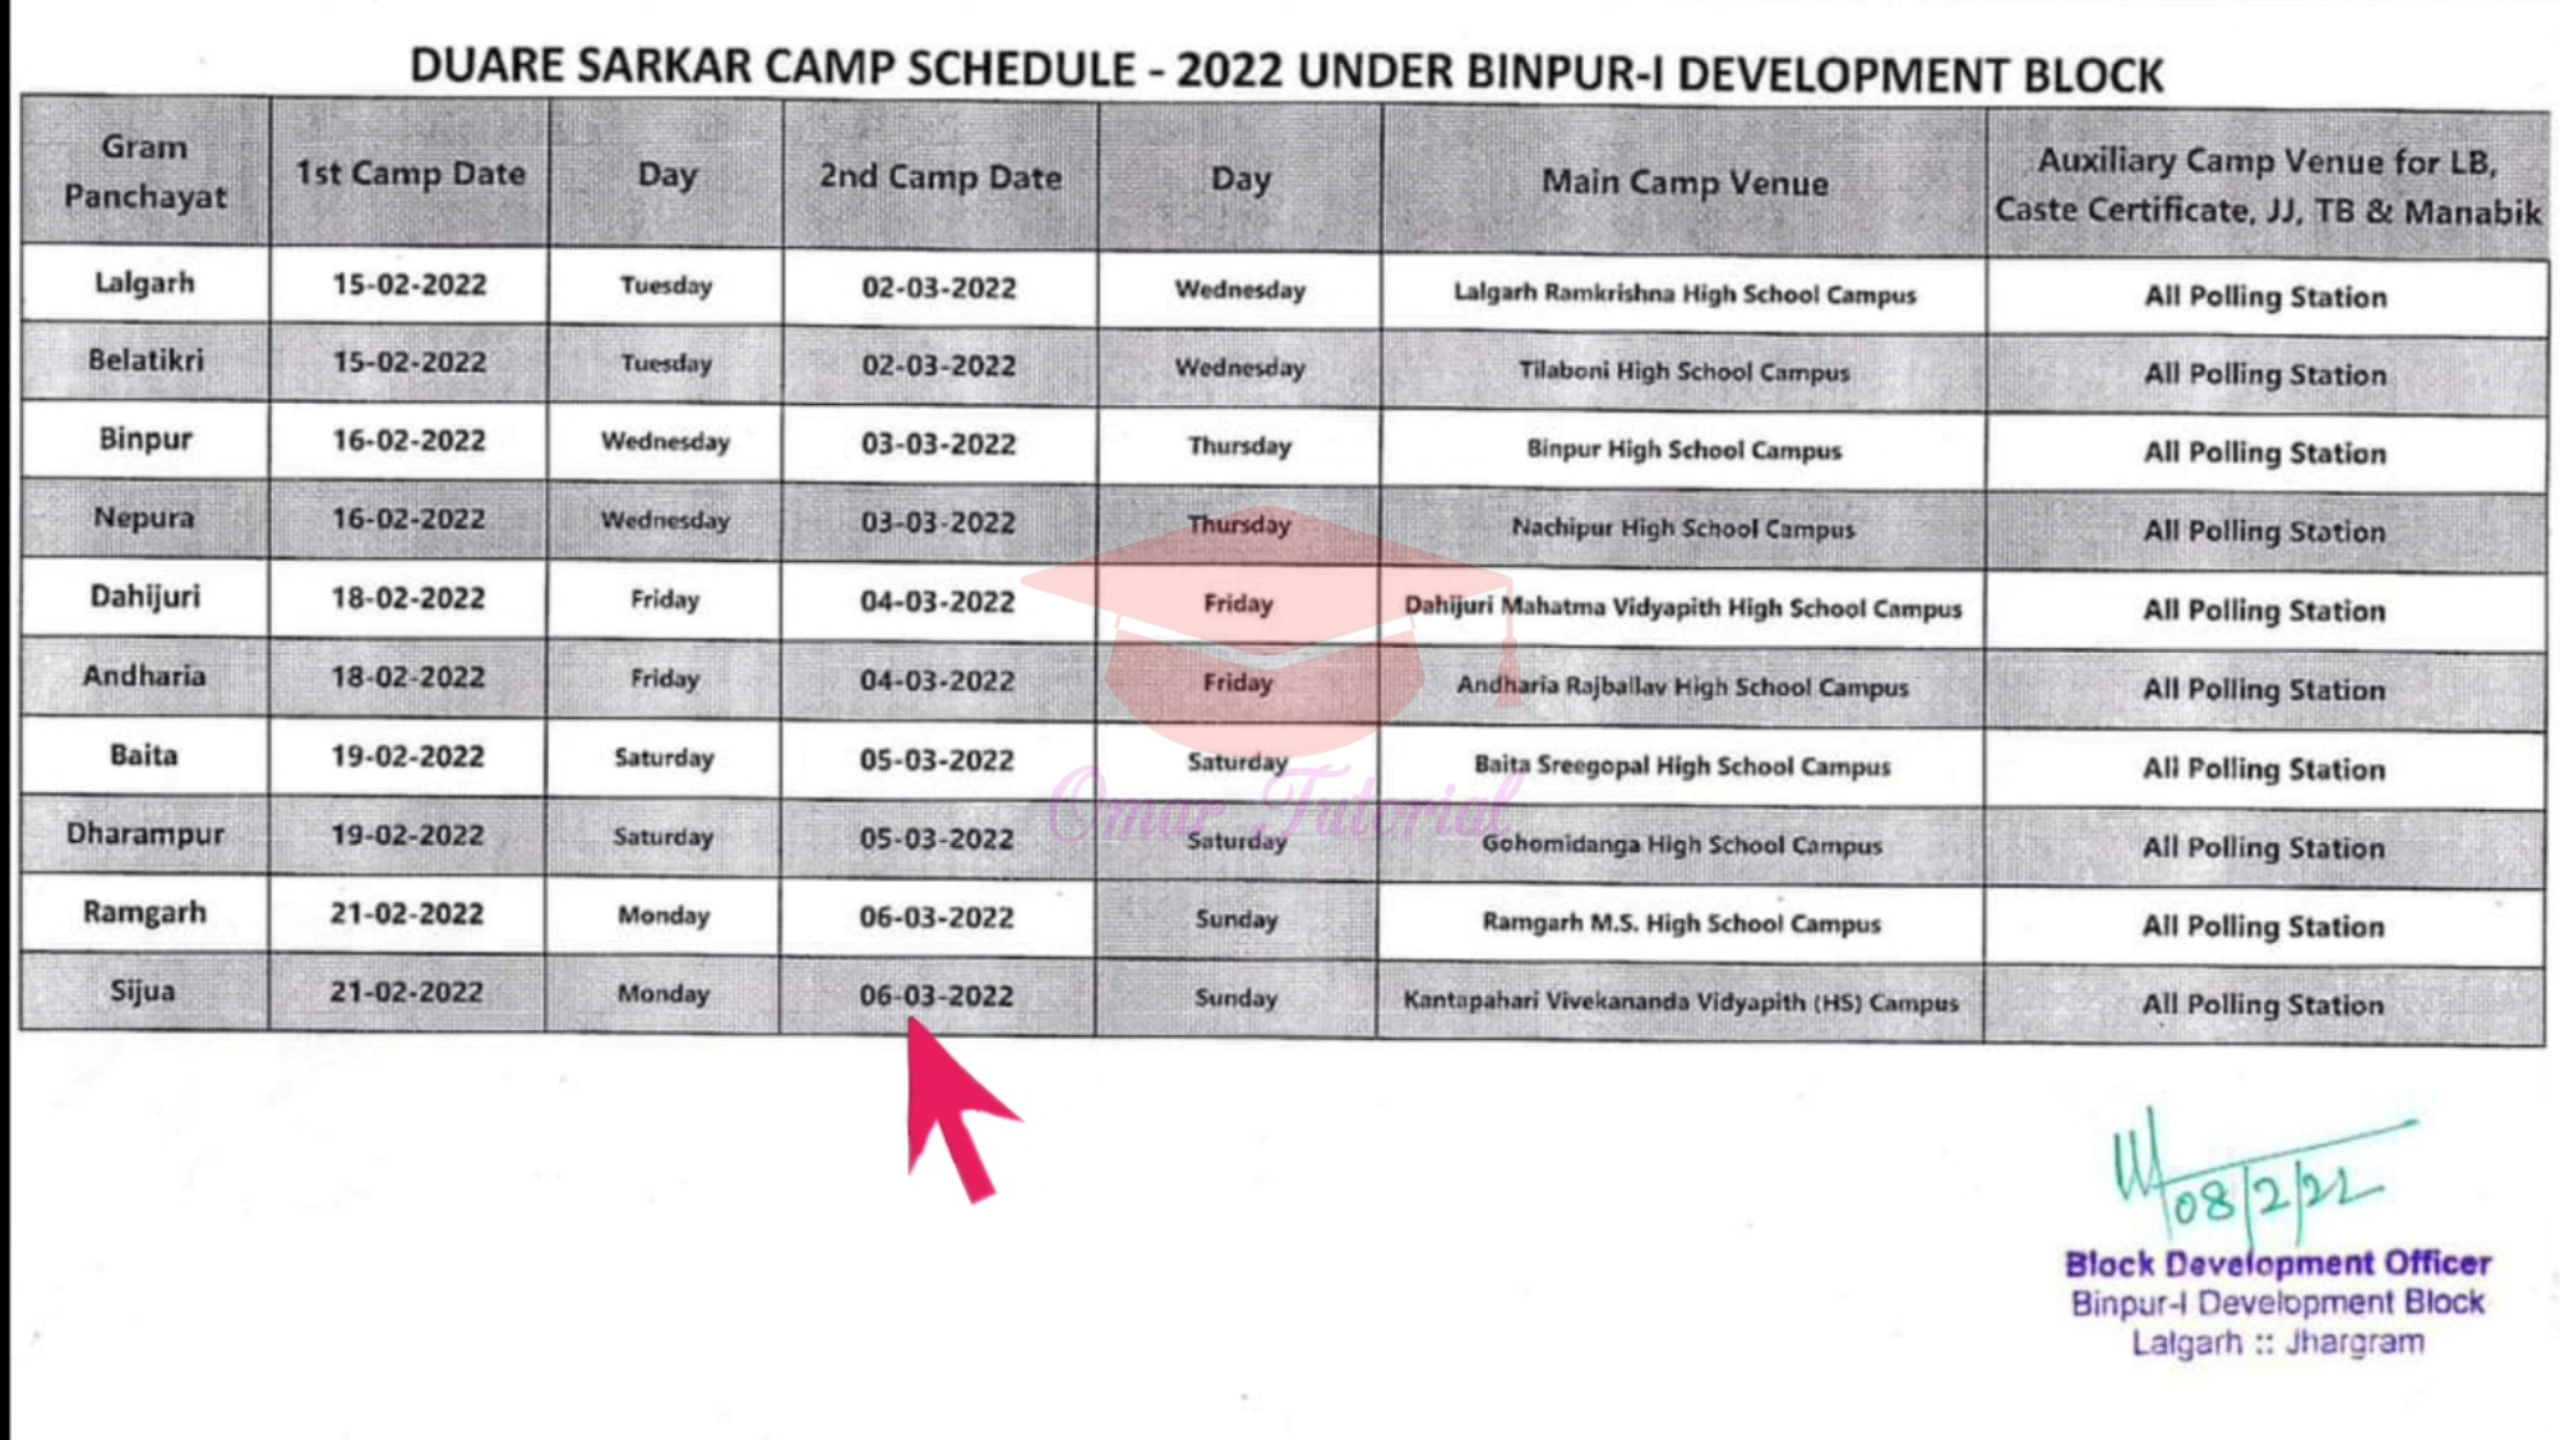 DUARE SARKAR CAMP SCHEDULE - 2022 UNDER BINPUR-I DEVELOPMENT BLOCK
Gram Panchayat 1st Camp Date Day 2nd Camp Date Day Main Camp Venue Auxiliary Camp Venue for LB, Caste Certificate, JJ, TB & Manabik
Lalgarh 15-02-2022 Tuesday 02-03-2022 Wednesday Lalgarh Ramkrishna High School Campus All Polling Station
Belatikri 15-02-2022 Tuesday 02-03-2022 Wednesday Tilaboni High School Campus All Polling Station
Binpur 16-02-2022 Wednesday 03-03-2022 Thursday Binpur High School Campus All Polling Station
Nepura 16-02-2022 Wednesday 03-03-2022 Thursday Nachipur High School Campus All Polling Station
Dahijuri 18-02-2022 Friday 04-03-2022 Friday Dahijuri Mahatma Vidyapith High School Campus All Polling Station
Andharia 18-02-2022 Friday 04-03-2022 Friday Andharia Rajballav High School Campus All Polling Station
Baita 19-02-2022 Saturday 05-03-2022 Saturday Baita Sreegopal High School Campus All Polling Station
Omar Tutorial
Dharampur 19-02-2022 Saturday 05-03-2022 Saturday Gohomidanga High School Campus All Polling Station
Ramgarh 21-02-2022 Monday 06-03-2022 Sunday Ramgarh M.S. High School Campus All Polling Station
Sijua 21-02-2022 Monday 06-03-2022 Sunday Kantapahari Vivekananda Vidyapith (HS) Campus All Polling Station
08/2/22
Block Development Officer
Binpur-I Development Block
Lalgarh :: Jhargram